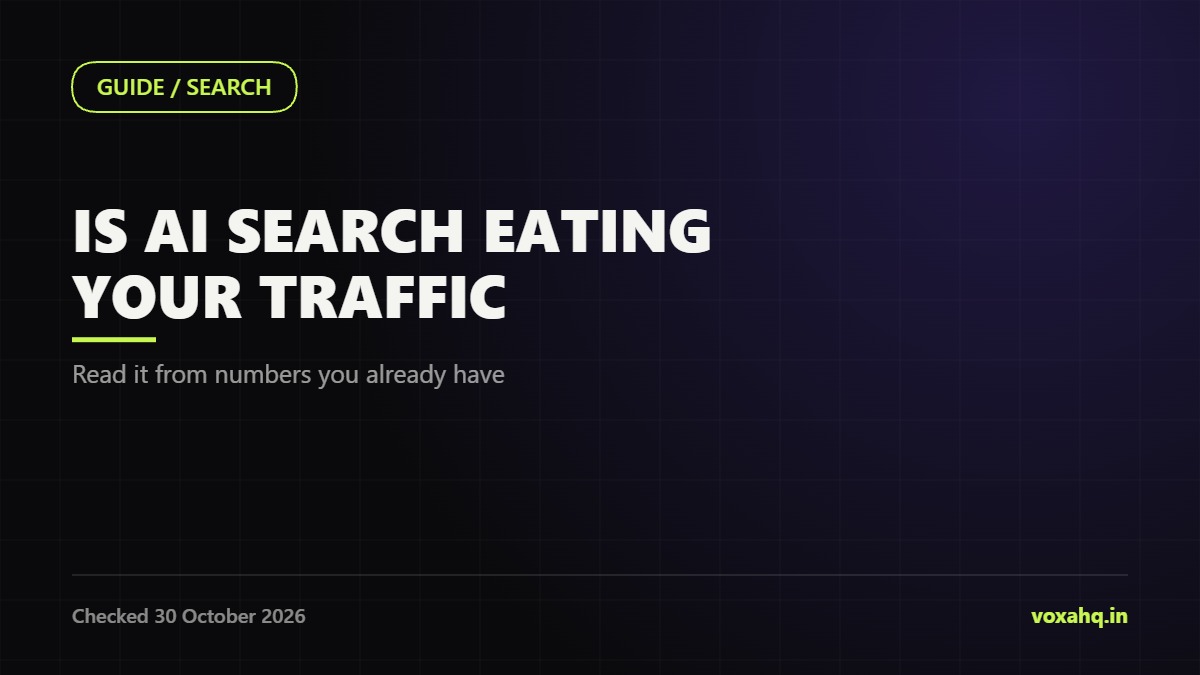 GUIDE / SEARCH
IS AI SEARCH EATING
YOUR TRAFFIC
Read it from numbers you already have
Checked 30 October 2026
voxahq.in